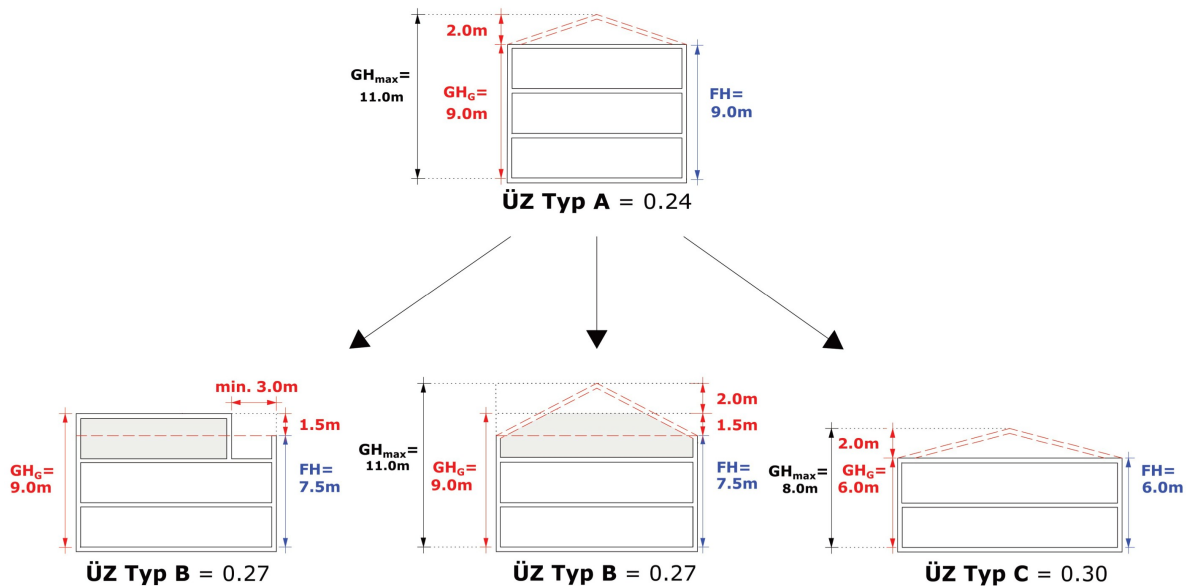 2.0m
GHmax=
11.0m
GHG=
9.0m
FH=
9.0m
ÜZ Typ A = 0.24
min. 3.0m
1.5m
GHG=
9.0m
FH=
7.5m
ÜZ Typ B = 0.27
2.0m
1.5m
GHmax=
11.0m
GHG=
9.0m
FH=
7.5m
ÜZ Typ B = 0.27
2.0m
GHmax=
8.0m
GHG=
6.0m
FH=
6.0m
ÜZ Typ C = 0.30